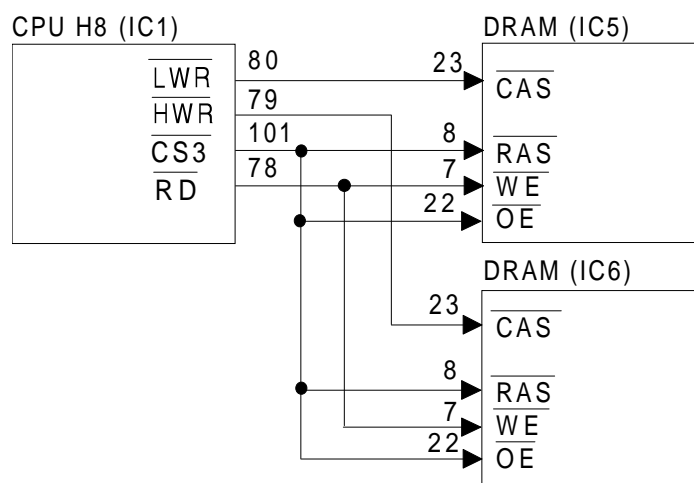 CPU H8 (IC1)
DRAM (IC5)
80
23
LWR
CAS
79
HWR
101
8
CS3
RAS
78
7
RD
WE
22
OE
DRAM (IC6)
23
CAS
8
RAS
7
WE
22
OE